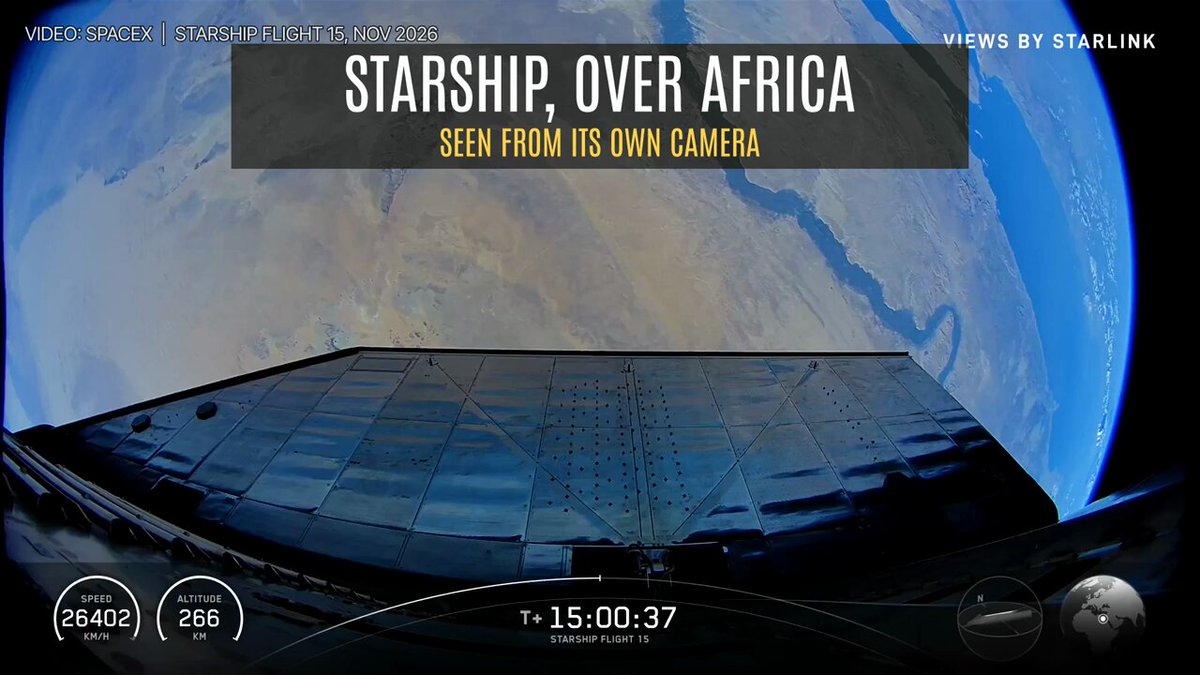 VIDEO: SPACEX | STARSHIP FLIGHT 15, NOV 2026
VIEWS BY STARLINK
STARSHIP, OVER AFRICA
SEEN FROM ITS OWN CAMERA
SPEED
26402
KM/H
ALTITUDE
266
KM
T+ 15:00:37
STARSHIP FLIGHT 15
N